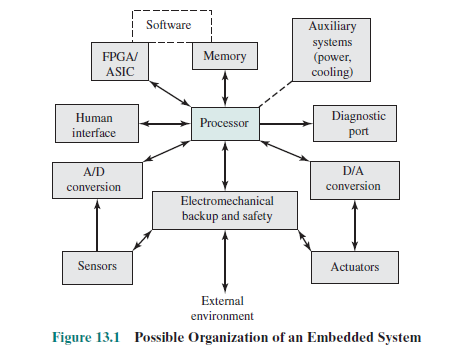 Software
Auxiliary
systems
(power,
cooling)
FPGA/
ASIC
Memory
Human
interface
Processor
Diagnostic
port
A/D
conversion
D/A
conversion
Electromechanical
backup and safety
Sensors
Actuators
External
environment
Figure 13.1 Possible Organization of an Embedded System